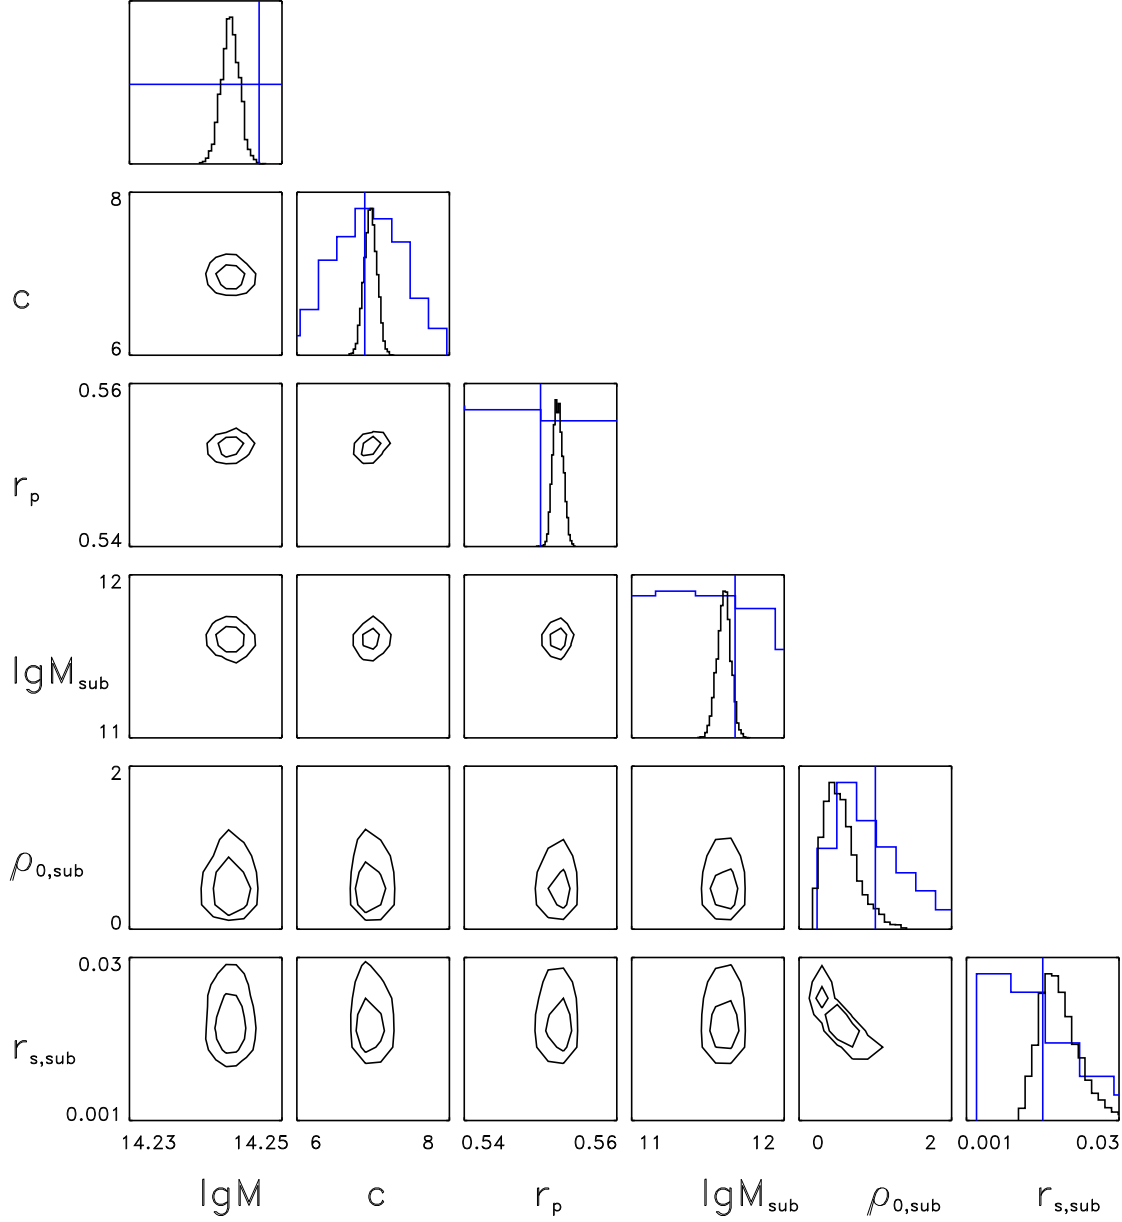 8
c
6
0.56
r_p
0.54
12
lgM_sub
11
2
ρ_0,sub
0
0.03
r_s,sub
0.001
14.23 14.25 6 8 0.54 0.56 11 12 0 2 0.001 0.03
lgM c r_p lgM_sub ρ_0,sub r_s,sub